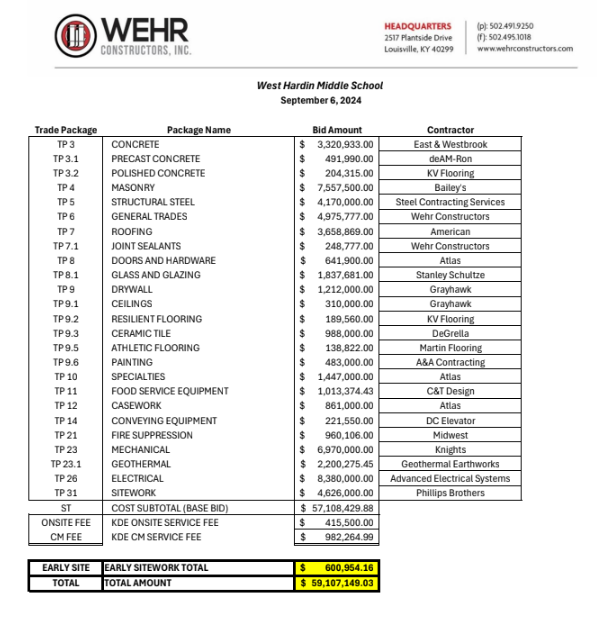 WEHR
CONSTRUCTORS, INC.
HEADQUARTERS
2517 Plantside Drive
Louisville, KY 40299
(p): 502.491.9250
(f): 502.495.1018
www.wehrconstructors.com
West Hardin Middle School
September 6, 2024
Trade Package Package Name Bid Amount Contractor
TP 3 CONCRETE $ 3,320,933.00 East & Westbrook
TP 3.1 PRECAST CONCRETE $ 491,990.00 deAM-Ron
TP 3.2 POLISHED CONCRETE $ 204,315.00 KV Flooring
TP 4 MASONRY $ 7,557,500.00 Bailey's
TP 5 STRUCTURAL STEEL $ 4,170,000.00 Steel Contracting Services
TP 6 GENERAL TRADES $ 4,975,777.00 Wehr Constructors
TP 7 ROOFING $ 3,658,869.00 American
TP 7.1 JOINT SEALANTS $ 248,777.00 Wehr Constructors
TP 8 DOORS AND HARDWARE $ 641,900.00 Atlas
TP 8.1 GLASS AND GLAZING $ 1,837,681.00 Stanley Schultze
TP 9 DRYWALL $ 1,212,000.00 Grayhawk
TP 9.1 CEILINGS $ 310,000.00 Grayhawk
TP 9.2 RESILIENT FLOORING $ 189,560.00 KV Flooring
TP 9.3 CERAMIC TILE $ 988,000.00 DeGrella
TP 9.5 ATHLETIC FLOORING $ 138,822.00 Martin Flooring
TP 9.6 PAINTING $ 483,000.00 A&A Contracting
TP 10 SPECIALTIES $ 1,447,000.00 Atlas
TP 11 FOOD SERVICE EQUIPMENT $ 1,013,374.43 C&T Design
TP 12 CASEWORK $ 861,000.00 Atlas
TP 14 CONVEYING EQUIPMENT $ 221,550.00 DC Elevator
TP 21 FIRE SUPPRESSION $ 960,106.00 Midwest
TP 23 MECHANICAL $ 6,970,000.00 Knights
TP 23.1 GEOTHERMAL $ 2,200,275.45 Geothermal Earthworks
TP 26 ELECTRICAL $ 8,380,000.00 Advanced Electrical Systems
TP 31 SITEWORK $ 4,626,000.00 Phillips Brothers
ST COST SUBTOTAL (BASE BID) $ 57,108,429.88
ONSITE FEE KDE ONSITE SERVICE FEE $ 415,500.00
CM FEE KDE CM SERVICE FEE $ 982,264.99
EARLY SITE EARLY SITEWORK TOTAL $ 600,954.16
TOTAL TOTAL AMOUNT $ 59,107,149.03